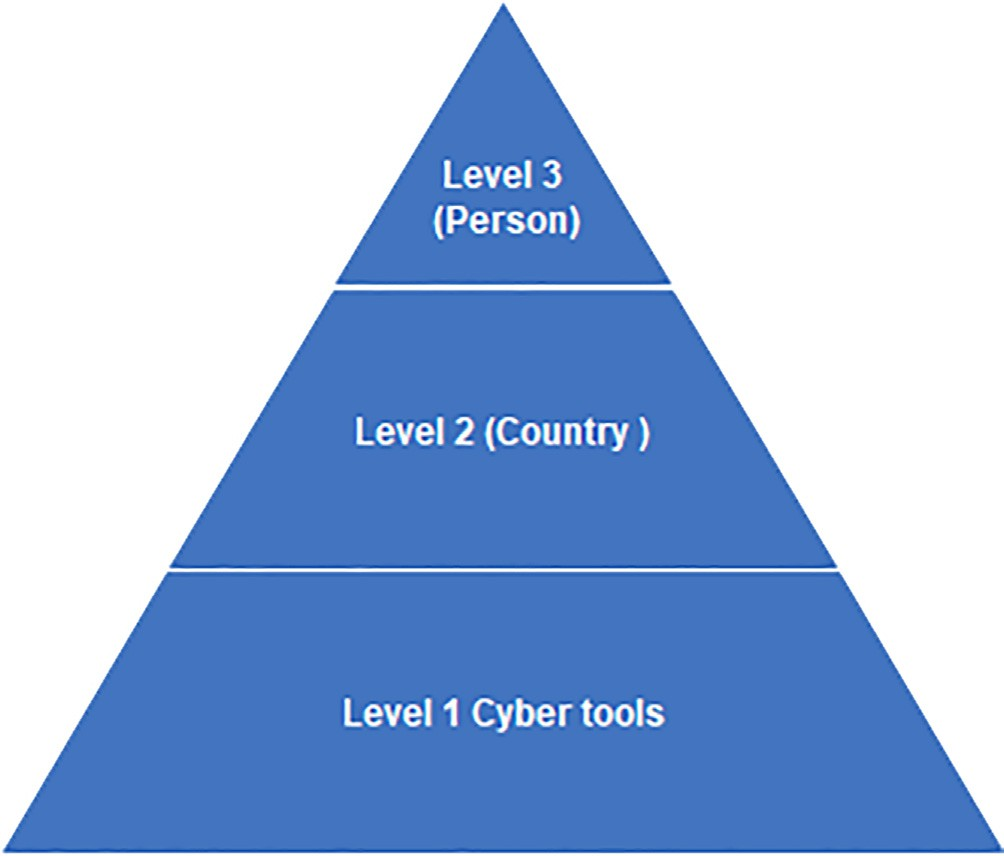 Level 3
(Person)
Level 2 (Country )
Level 1 Cyber tools